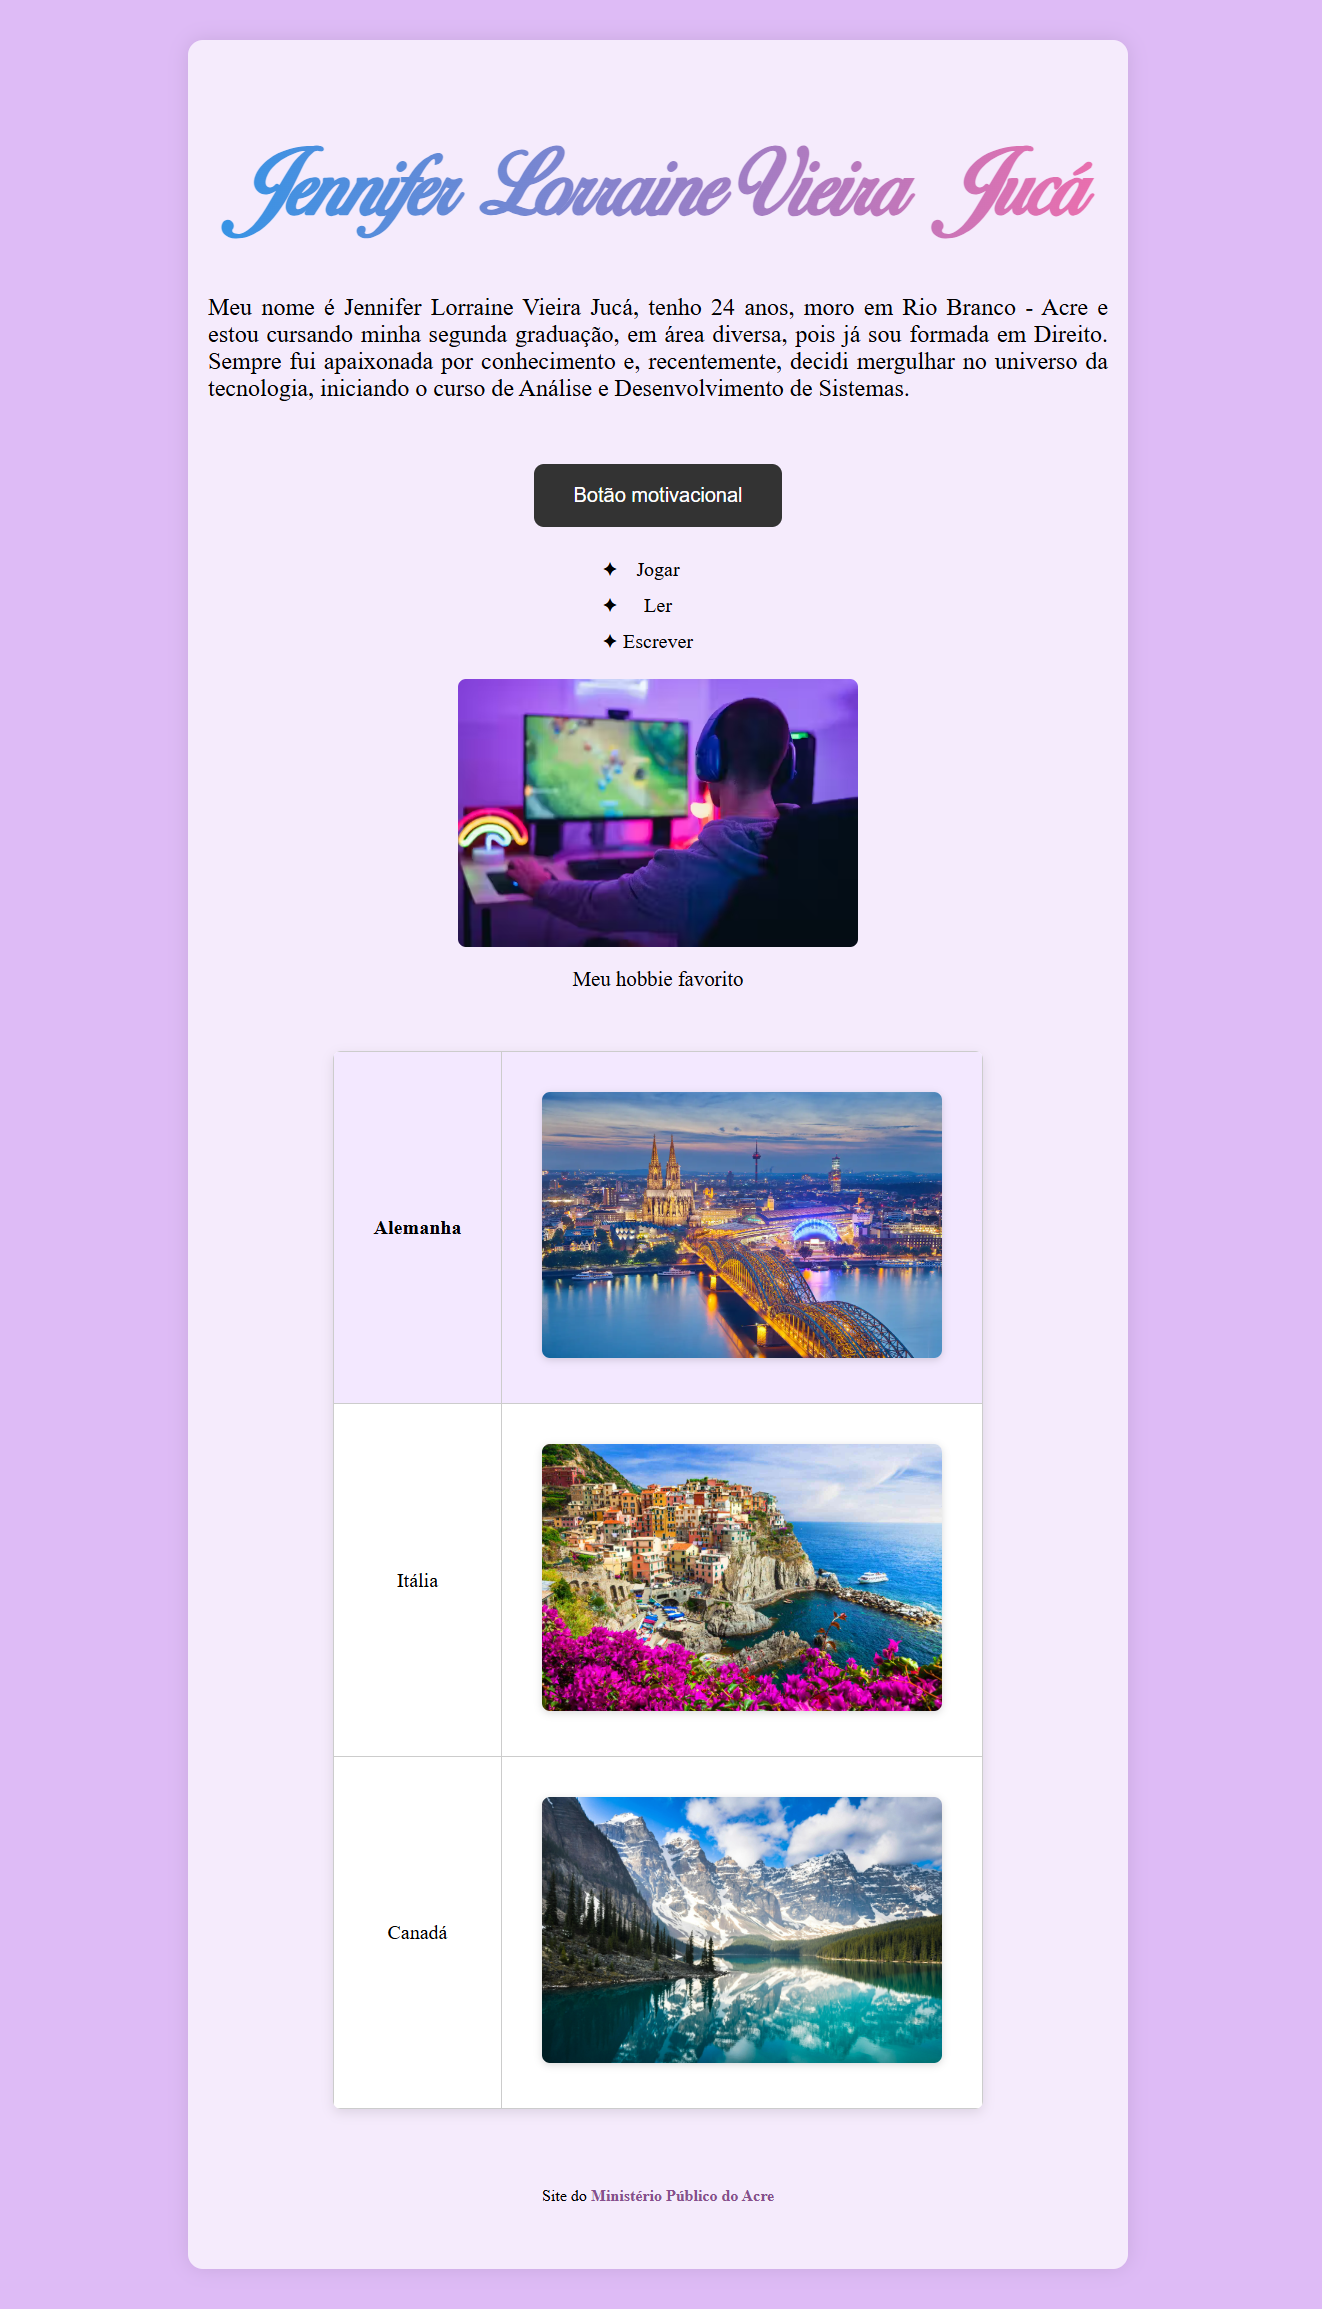 Jennifer Lorraine Vieira Jucá
Meu nome é Jennifer Lorraine Vieira Jucá, tenho 24 anos, moro em Rio Branco - Acre e
estou cursando minha segunda graduação, em área diversa, pois já sou formada em Direito.
Sempre fui apaixonada por conhecimento e, recentemente, decidi mergulhar no universo da
tecnologia, iniciando o curso de Análise e Desenvolvimento de Sistemas.
Botão motivacional
✦ Jogar
✦ Ler
✦ Escrever
Meu hobbie favorito
Alemanha
Itália
Canadá
Site do Ministério Público do Acre